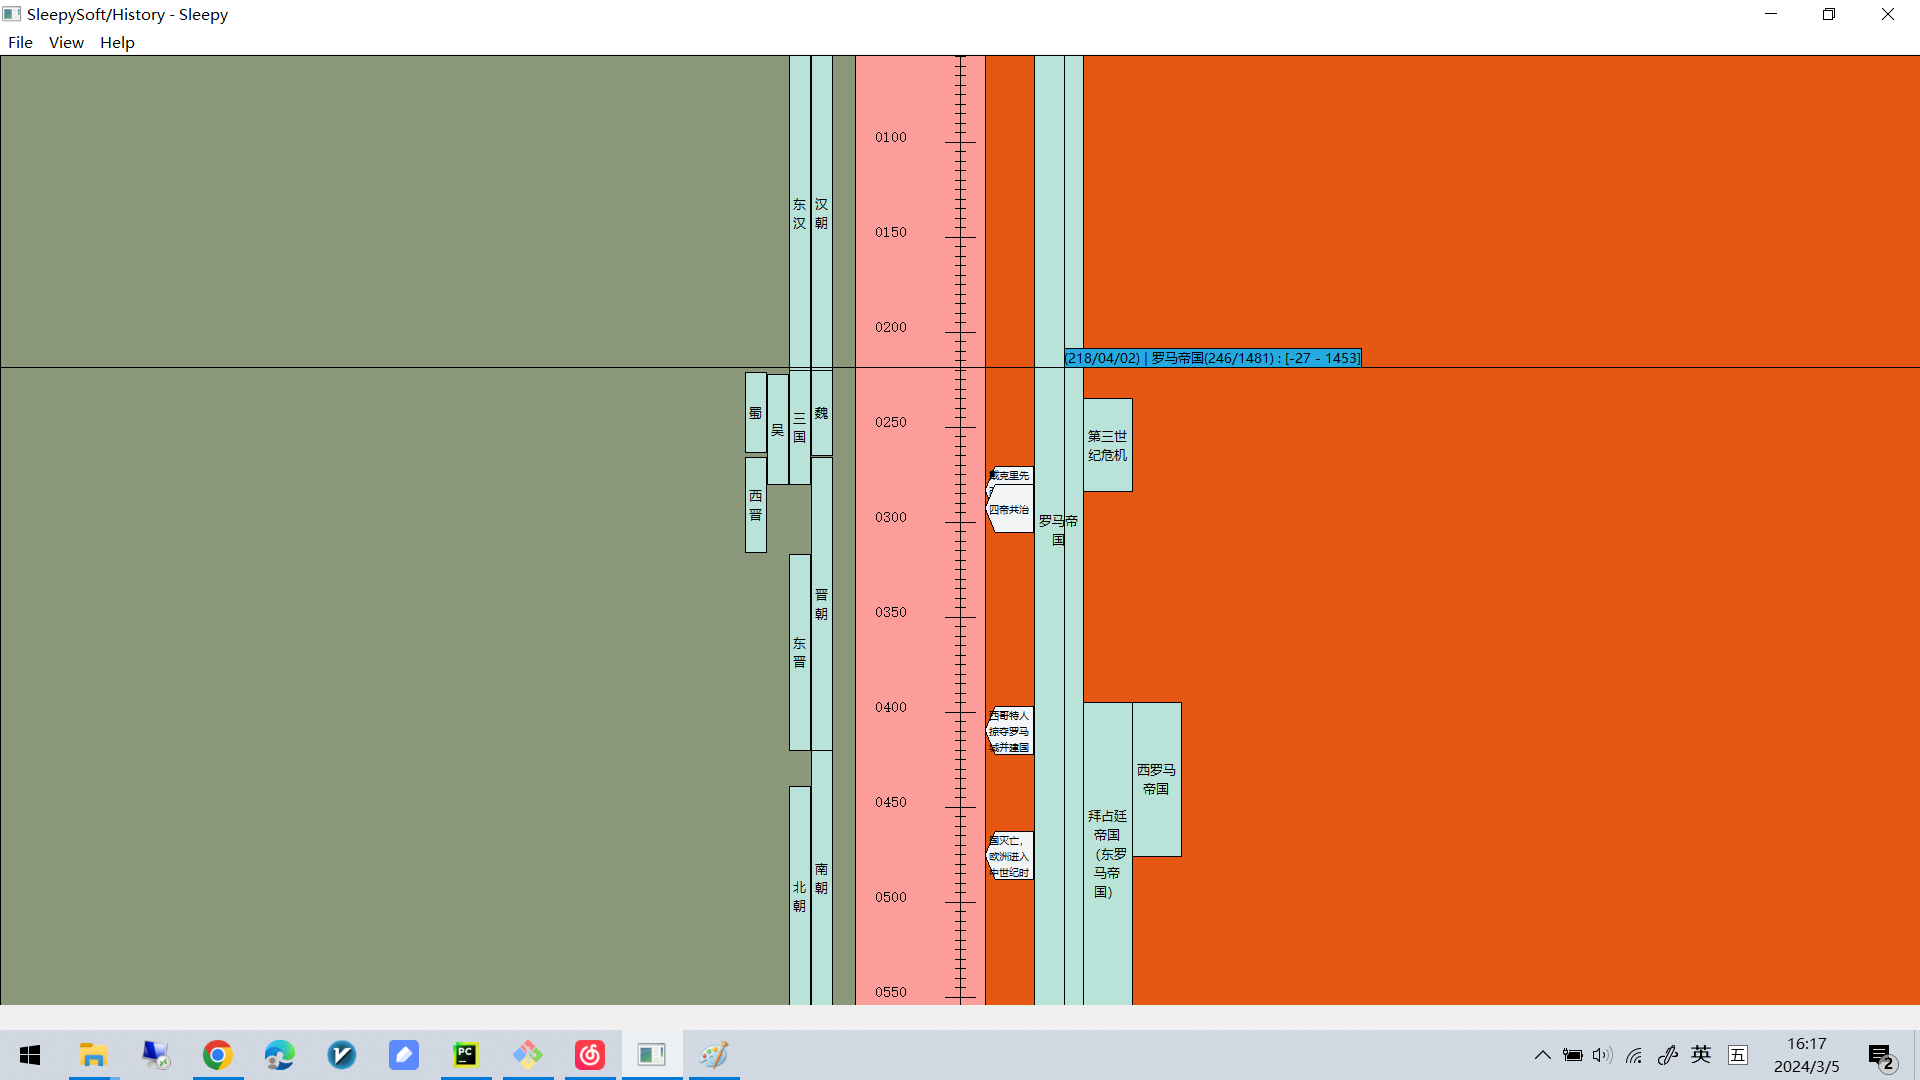 SleepySoft/History - Sleepy
File View Help
0100
0150
0200
0250
0300
0350
0400
0450
0500
0550
东
汉
汉
朝
蜀
吴
三
国
魏
西
晋
东
晋
晋
朝
北
朝
南
朝
(218/04/02) | 罗马帝国(246/1481) : [-27 - 1453]
第三世
纪危机
戴克里先
四帝共治
罗马帝
国
西哥特人
掠夺罗马
城并建国
国灭亡，
欧洲进入
中世纪时
拜占廷
帝国
（东罗
马帝
国）
西罗马
帝国
PC
英
五
16:17
2024/3/5
2